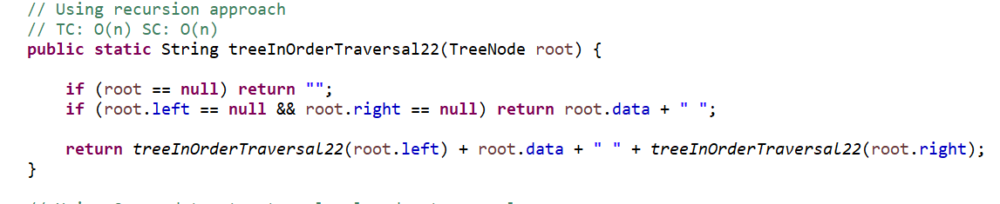 // Using recursion approach
// TC: O(n) SC: O(n)
public static String treeInOrderTraversal22(TreeNode root) {
if (root == null) return "";
if (root.left == null && root.right == null) return root.data + " ";
return treeInOrderTraversal22(root.left) + root.data + " " + treeInOrderTraversal22(root.right);
}